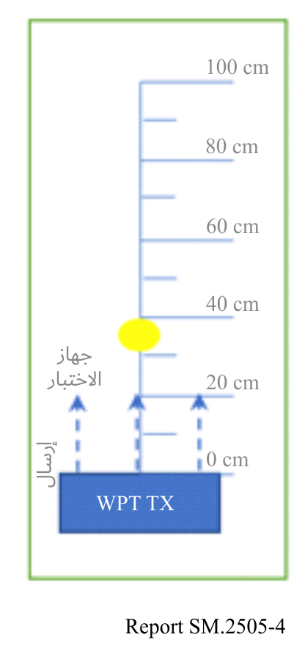 100 cm
80 cm
60 cm
40 cm
جهاز
الاختبار
20 cm
إرسال
0 cm
WPT TX
Report SM.2505-4